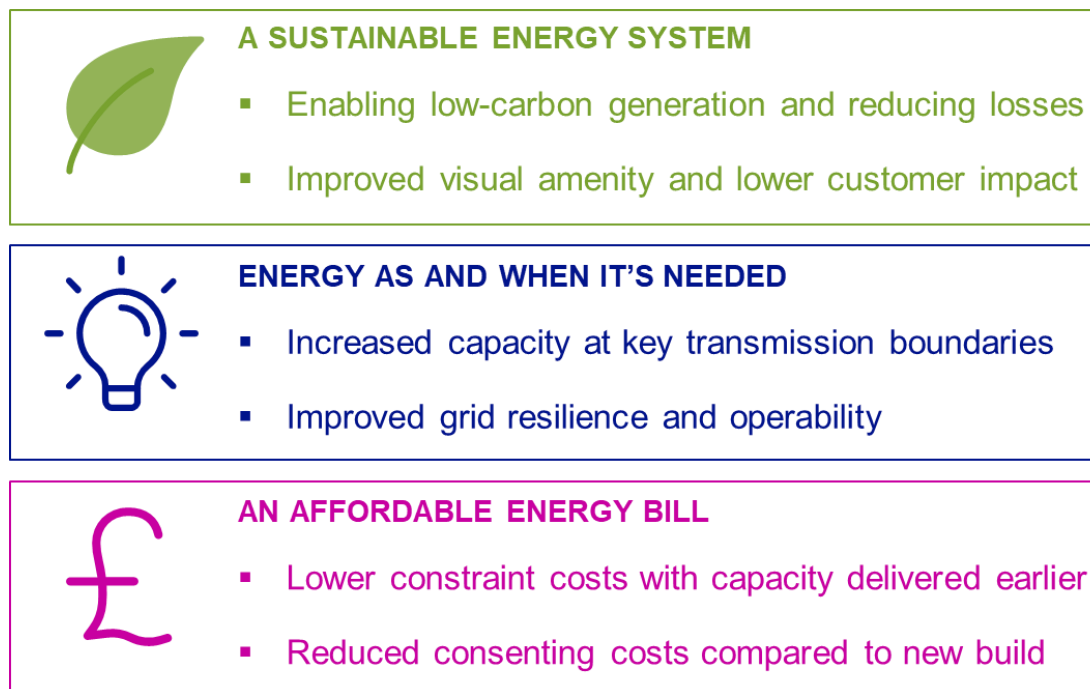 A SUSTAINABLE ENERGY SYSTEM
▪ Enabling low-carbon generation and reducing losses
▪ Improved visual amenity and lower customer impact
ENERGY AS AND WHEN IT’S NEEDED
▪ Increased capacity at key transmission boundaries
▪ Improved grid resilience and operability
£
AN AFFORDABLE ENERGY BILL
▪ Lower constraint costs with capacity delivered earlier
▪ Reduced consenting costs compared to new build